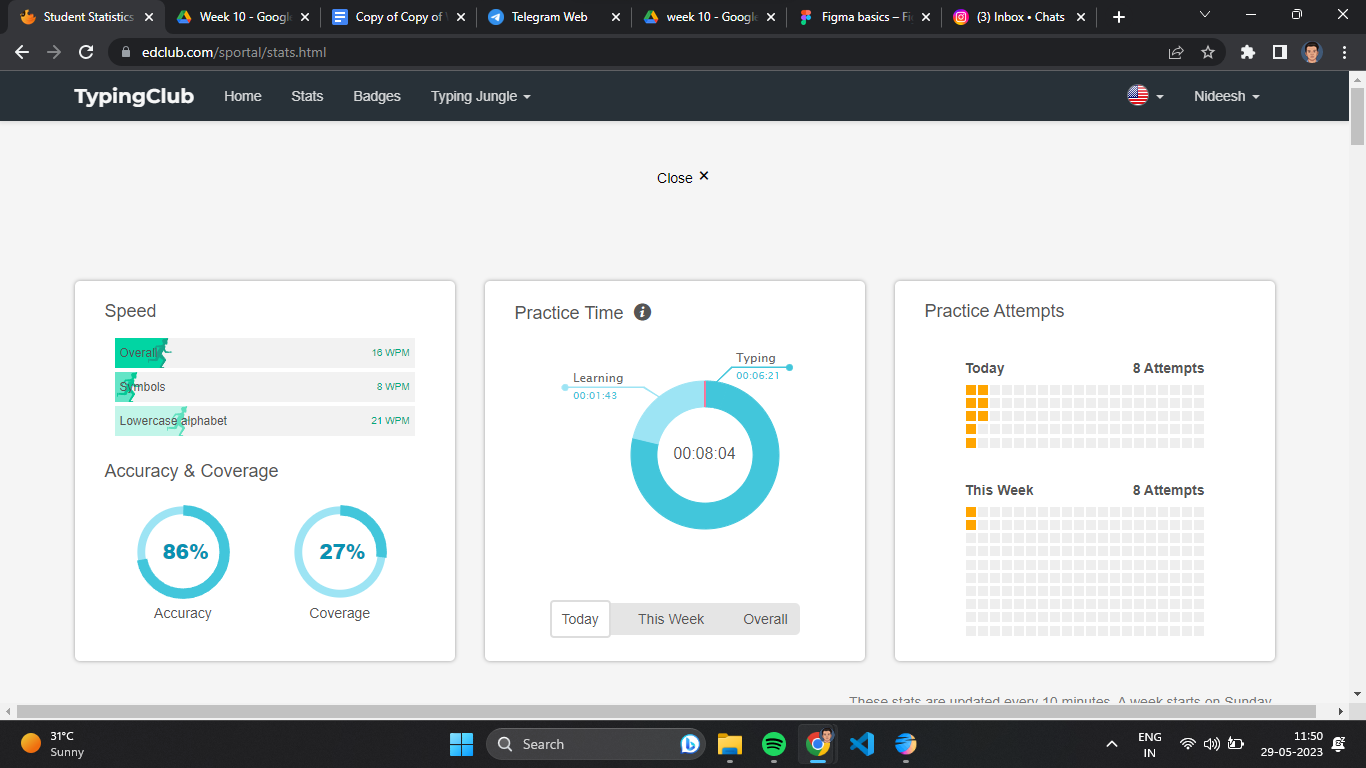 Student Statistics
Week 10 - Google
Copy of Copy of
Telegram Web
week 10 - Google
Figma basics –
(3) Inbox • Chats
edclub.com/sportal/stats.html
TypingClub
Home
Stats
Badges
Typing Jungle
Nideesh
Close ×
Speed
Overall
16 WPM
Symbols
8 WPM
Lowercase alphabet
21 WPM
Accuracy & Coverage
86%
27%
Accuracy
Coverage
Practice Time
Typing
00:06:21
Learning
00:01:43
00:08:04
Today
This Week
Overall
Practice Attempts
Today
8 Attempts
This Week
8 Attempts
These stats are updated every 10 minutes. A week starts on Sunday
31°C
Sunny
Search
ENG
IN
11:50
29-05-2023